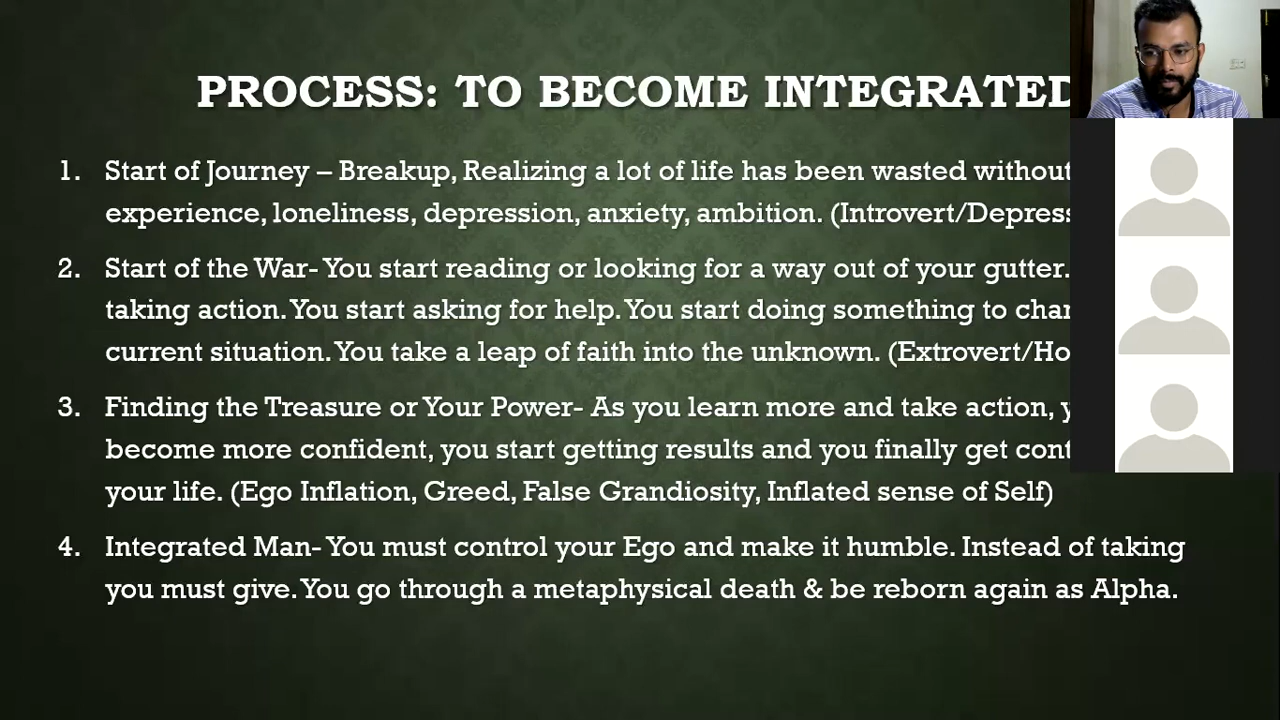 PROCESS: TO BECOME INTEGRATED
1. Start of Journey – Breakup, Realizing a lot of life has been wasted without
experience, loneliness, depression, anxiety, ambition. (Introvert/Depress
2. Start of the War- You start reading or looking for a way out of your gutter.
taking action. You start asking for help. You start doing something to chan
current situation. You take a leap of faith into the unknown. (Extrovert/Ho
3. Finding the Treasure or Your Power- As you learn more and take action, y
become more confident, you start getting results and you finally get cont
your life. (Ego Inflation, Greed, False Grandiosity, Inflated sense of Self)
4. Integrated Man- You must control your Ego and make it humble. Instead of taking
you must give. You go through a metaphysical death & be reborn again as Alpha.